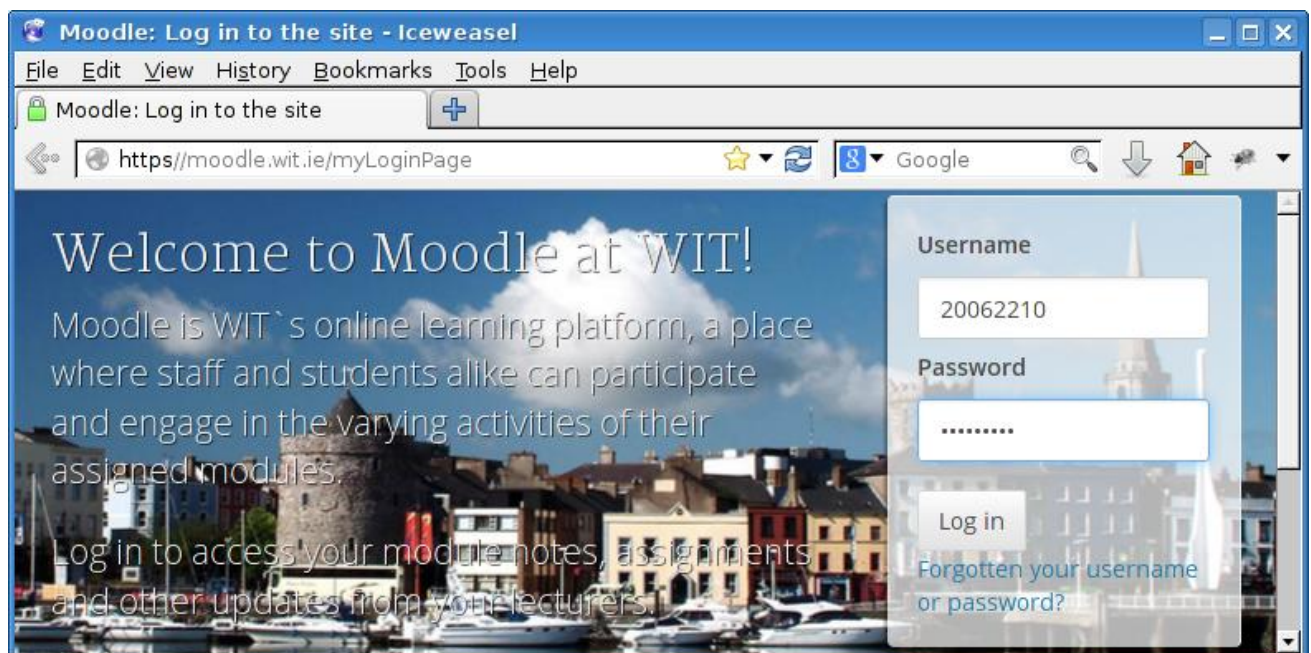 Moodle: Log in to the site - Iceweasel
File Edit View History Bookmarks Tools Help
Moodle: Log in to the site
https//moodle.wit.ie/myLoginPage
8 Google
Welcome to Moodle at WIT!
Moodle is WIT`s online learning platform, a place
where staff and students alike can participate
and engage in the varying activities of their
assigned modules.
Log in to access your module notes, assignments
and other updates from your lecturers.
Username
20062210
Password
•••••••••
Log in
Forgotten your username
or password?